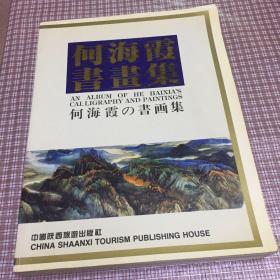 何海霞
書畫集
AN ALBUM OF HE HAIXIA'S
CALLIGRAPHY AND PAINTINGS
何海霞の書画集
中國陝西旅遊出版社
CHINA SHAANXI TOURISM PUBLISHING HOUSE